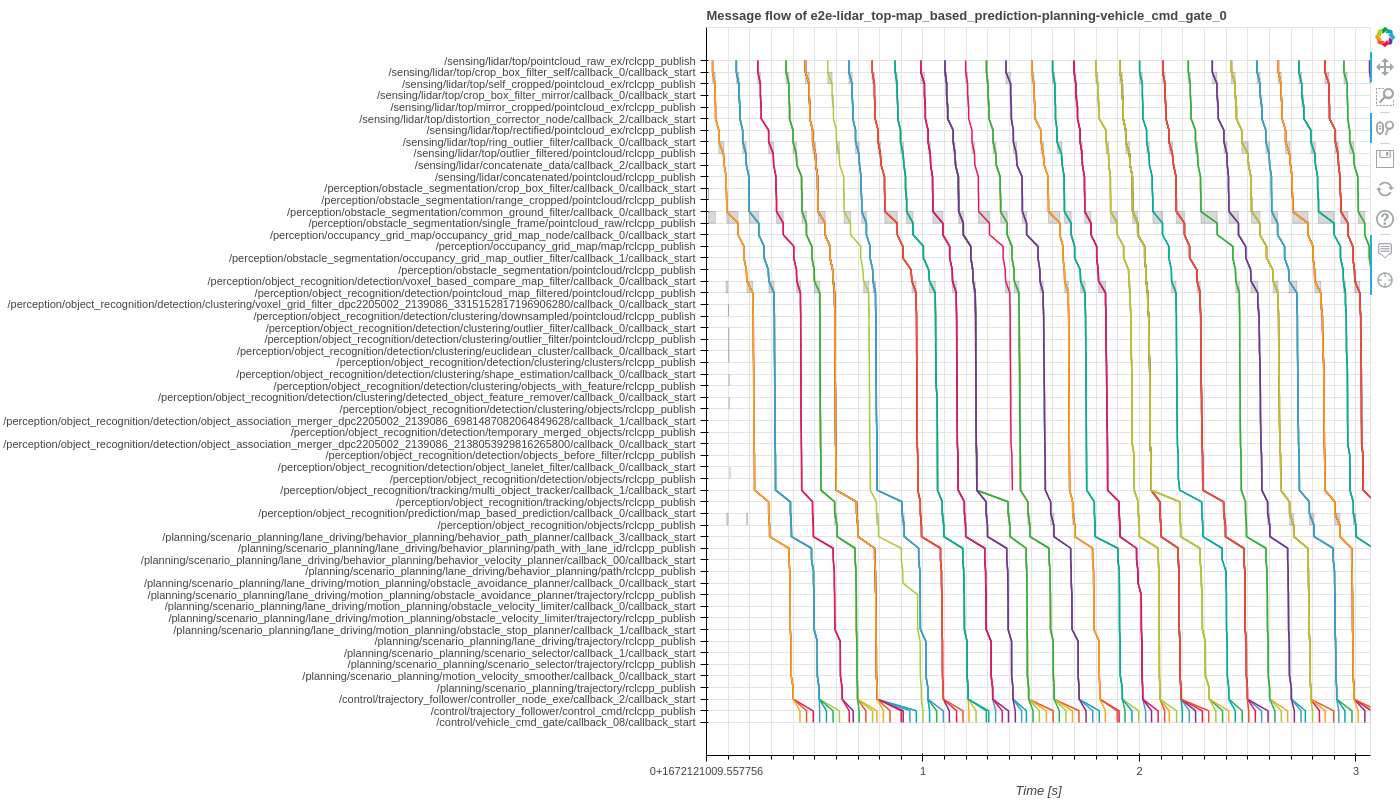 Message flow of e2e-lidar_top-map_based_prediction-planning-vehicle_cmd_gate_0
/sensing/lidar/top/pointcloud_raw_ex/rclcpp_publish
/sensing/lidar/top/crop_box_filter_self/callback_0/callback_start
/sensing/lidar/top/self_cropped/pointcloud_ex/rclcpp_publish
/sensing/lidar/top/crop_box_filter_mirror/callback_0/callback_start
/sensing/lidar/top/mirror_cropped/pointcloud_ex/rclcpp_publish
/sensing/lidar/top/distortion_corrector_node/callback_2/callback_start
/sensing/lidar/top/rectified/pointcloud_ex/rclcpp_publish
/sensing/lidar/top/ring_outlier_filter/callback_0/callback_start
/sensing/lidar/top/outlier_filtered/pointcloud/rclcpp_publish
/sensing/lidar/concatenate_data/callback_2/callback_start
/sensing/lidar/concatenated/pointcloud/rclcpp_publish
/perception/obstacle_segmentation/crop_box_filter/callback_0/callback_start
/perception/obstacle_segmentation/range_cropped/pointcloud/rclcpp_publish
/perception/obstacle_segmentation/common_ground_filter/callback_0/callback_start
/perception/obstacle_segmentation/single_frame/pointcloud_raw/rclcpp_publish
/perception/occupancy_grid_map/occupancy_grid_map_node/callback_0/callback_start
/perception/occupancy_grid_map/map/rclcpp_publish
/perception/obstacle_segmentation/occupancy_grid_map_outlier_filter/callback_1/callback_start
/perception/obstacle_segmentation/pointcloud/rclcpp_publish
/perception/object_recognition/detection/voxel_based_compare_map_filter/callback_0/callback_start
/perception/object_recognition/detection/pointcloud_map_filtered/pointcloud/rclcpp_publish
/perception/object_recognition/detection/clustering/voxel_grid_filter_dpc2205002_2139086_3315152817196906280/callback_0/callback_start
/perception/object_recognition/detection/clustering/downsampled/pointcloud/rclcpp_publish
/perception/object_recognition/detection/clustering/outlier_filter/callback_0/callback_start
/perception/object_recognition/detection/clustering/outlier_filter/pointcloud/rclcpp_publish
/perception/object_recognition/detection/clustering/euclidean_cluster/callback_0/callback_start
/perception/object_recognition/detection/clustering/clusters/rclcpp_publish
/perception/object_recognition/detection/clustering/shape_estimation/callback_0/callback_start
/perception/object_recognition/detection/clustering/objects_with_feature/rclcpp_publish
/perception/object_recognition/detection/clustering/detected_object_feature_remover/callback_0/callback_start
/perception/object_recognition/detection/clustering/objects/rclcpp_publish
/perception/object_recognition/detection/object_association_merger_dpc2205002_2139086_6981487082064849628/callback_1/callback_start
/perception/object_recognition/detection/temporary_merged_objects/rclcpp_publish
/perception/object_recognition/detection/object_association_merger_dpc2205002_2139086_2138053929816265800/callback_0/callback_start
/perception/object_recognition/detection/objects_before_filter/rclcpp_publish
/perception/object_recognition/detection/object_lanelet_filter/callback_0/callback_start
/perception/object_recognition/detection/objects/rclcpp_publish
/perception/object_recognition/tracking/multi_object_tracker/callback_1/callback_start
/perception/object_recognition/tracking/objects/rclcpp_publish
/perception/object_recognition/prediction/map_based_prediction/callback_0/callback_start
/perception/object_recognition/objects/rclcpp_publish
/planning/scenario_planning/lane_driving/behavior_planning/behavior_path_planner/callback_3/callback_start
/planning/scenario_planning/lane_driving/behavior_planning/path_with_lane_id/rclcpp_publish
/planning/scenario_planning/lane_driving/behavior_planning/behavior_velocity_planner/callback_00/callback_start
/planning/scenario_planning/lane_driving/behavior_planning/path/rclcpp_publish
/planning/scenario_planning/lane_driving/motion_planning/obstacle_avoidance_planner/callback_0/callback_start
/planning/scenario_planning/lane_driving/motion_planning/obstacle_avoidance_planner/trajectory/rclcpp_publish
/planning/scenario_planning/lane_driving/motion_planning/obstacle_velocity_limiter/callback_0/callback_start
/planning/scenario_planning/lane_driving/motion_planning/obstacle_velocity_limiter/trajectory/rclcpp_publish
/planning/scenario_planning/lane_driving/motion_planning/obstacle_stop_planner/callback_1/callback_start
/planning/scenario_planning/lane_driving/trajectory/rclcpp_publish
/planning/scenario_planning/scenario_selector/callback_1/callback_start
/planning/scenario_planning/scenario_selector/trajectory/rclcpp_publish
/planning/scenario_planning/motion_velocity_smoother/callback_0/callback_start
/planning/scenario_planning/trajectory/rclcpp_publish
/control/trajectory_follower/controller_node_exe/callback_2/callback_start
/control/trajectory_follower/control_cmd/rclcpp_publish
/control/vehicle_cmd_gate/callback_08/callback_start
0+1672121009.557756 1 2 3
Time [s]